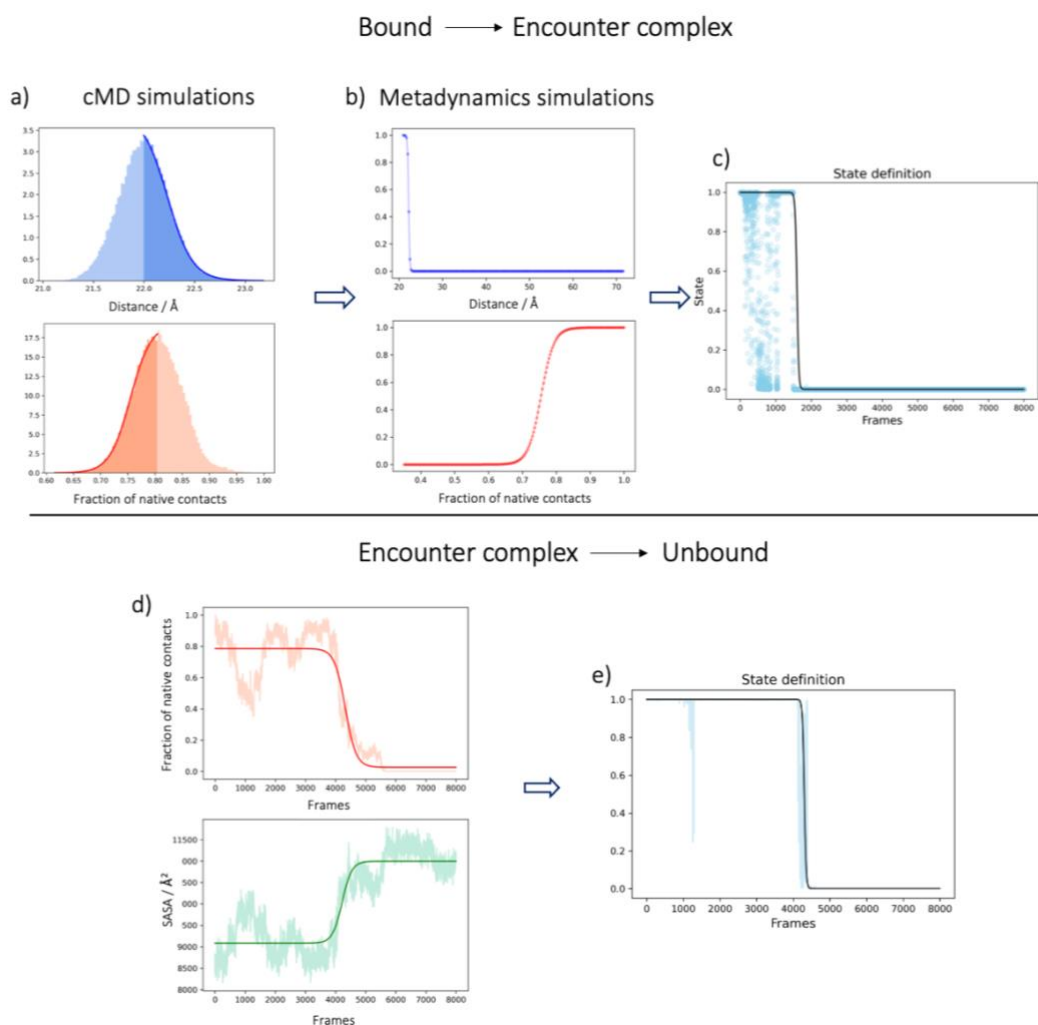 Bound ⟶ Encounter complex
a) cMD simulations
b) Metadynamics simulations
3.5
3.0
2.5
2.0
1.5
1.0
0.5
0.0
21.0 21.5 22.0 22.5 23.0
Distance / Å
17.5
15.0
12.5
10.0
7.5
5.0
2.5
0.0
0.60 0.65 0.70 0.75 0.80 0.85 0.90 0.95 1.00
Fraction of native contacts
1.0
0.8
0.6
0.4
0.2
0.0
20 30 40 50 60 70
Distance / Å
1.0
0.8
0.6
0.4
0.2
0.0
0.4 0.5 0.6 0.7 0.8 0.9 1.0
Fraction of native contacts
c)
State definition
State
1.0
0.8
0.6
0.4
0.2
0.0
0 1000 2000 3000 4000 5000 6000 7000 8000
Frames
Encounter complex ⟶ Unbound
d)
Fraction of native contacts
1.0
0.8
0.6
0.4
0.2
0.0
0 1000 2000 3000 4000 5000 6000 7000 8000
Frames
SASA / Å²
11500
000
500
000
500
9000
8500
8000
0 1000 2000 3000 4000 5000 6000 7000 8000
Frames
e)
State definition
1.0
0.8
0.6
0.4
0.2
0.0
0 1000 2000 3000 4000 5000 6000 7000 8000
Frames